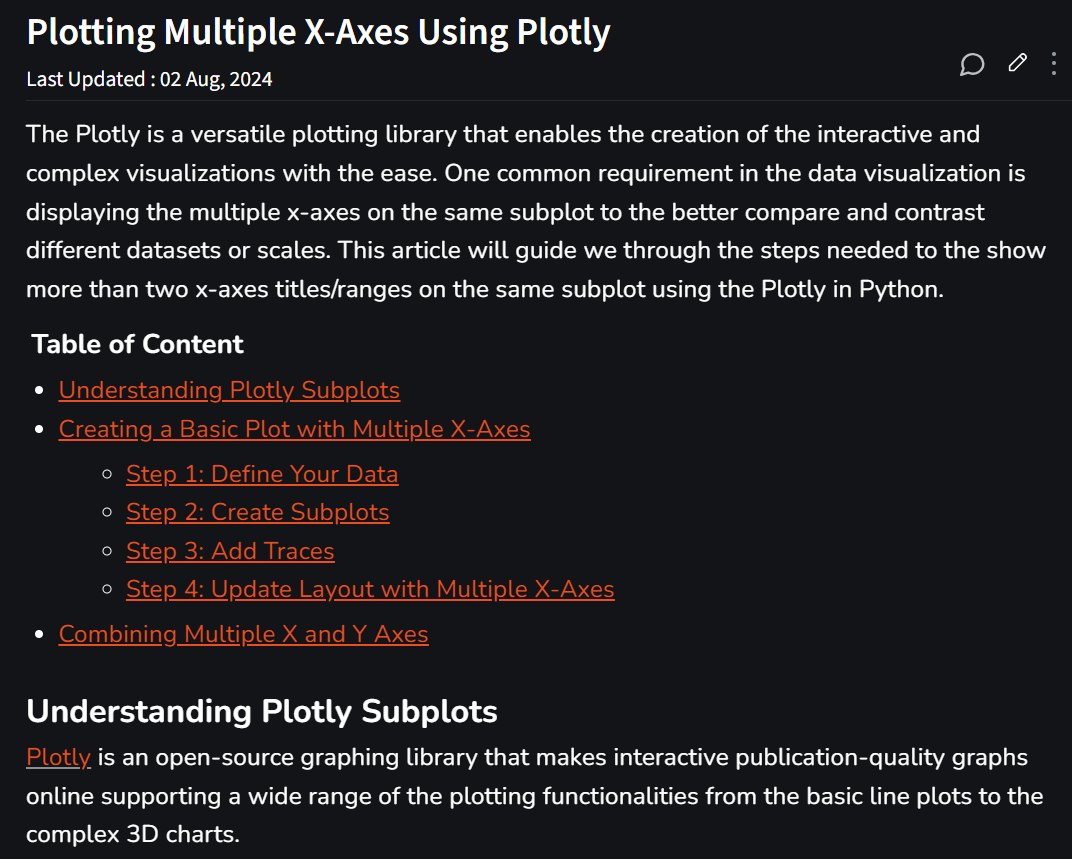 Plotting Multiple X-Axes Using Plotly
Last Updated : 02 Aug, 2024
The Plotly is a versatile plotting library that enables the creation of the interactive and
complex visualizations with the ease. One common requirement in the data visualization is
displaying the multiple x-axes on the same subplot to the better compare and contrast
different datasets or scales. This article will guide we through the steps needed to the show
more than two x-axes titles/ranges on the same subplot using the Plotly in Python.
Table of Content
Understanding Plotly Subplots
Creating a Basic Plot with Multiple X-Axes
Step 1: Define Your Data
Step 2: Create Subplots
Step 3: Add Traces
Step 4: Update Layout with Multiple X-Axes
Combining Multiple X and Y Axes
Understanding Plotly Subplots
Plotly is an open-source graphing library that makes interactive publication-quality graphs
online supporting a wide range of the plotting functionalities from the basic line plots to the
complex 3D charts.